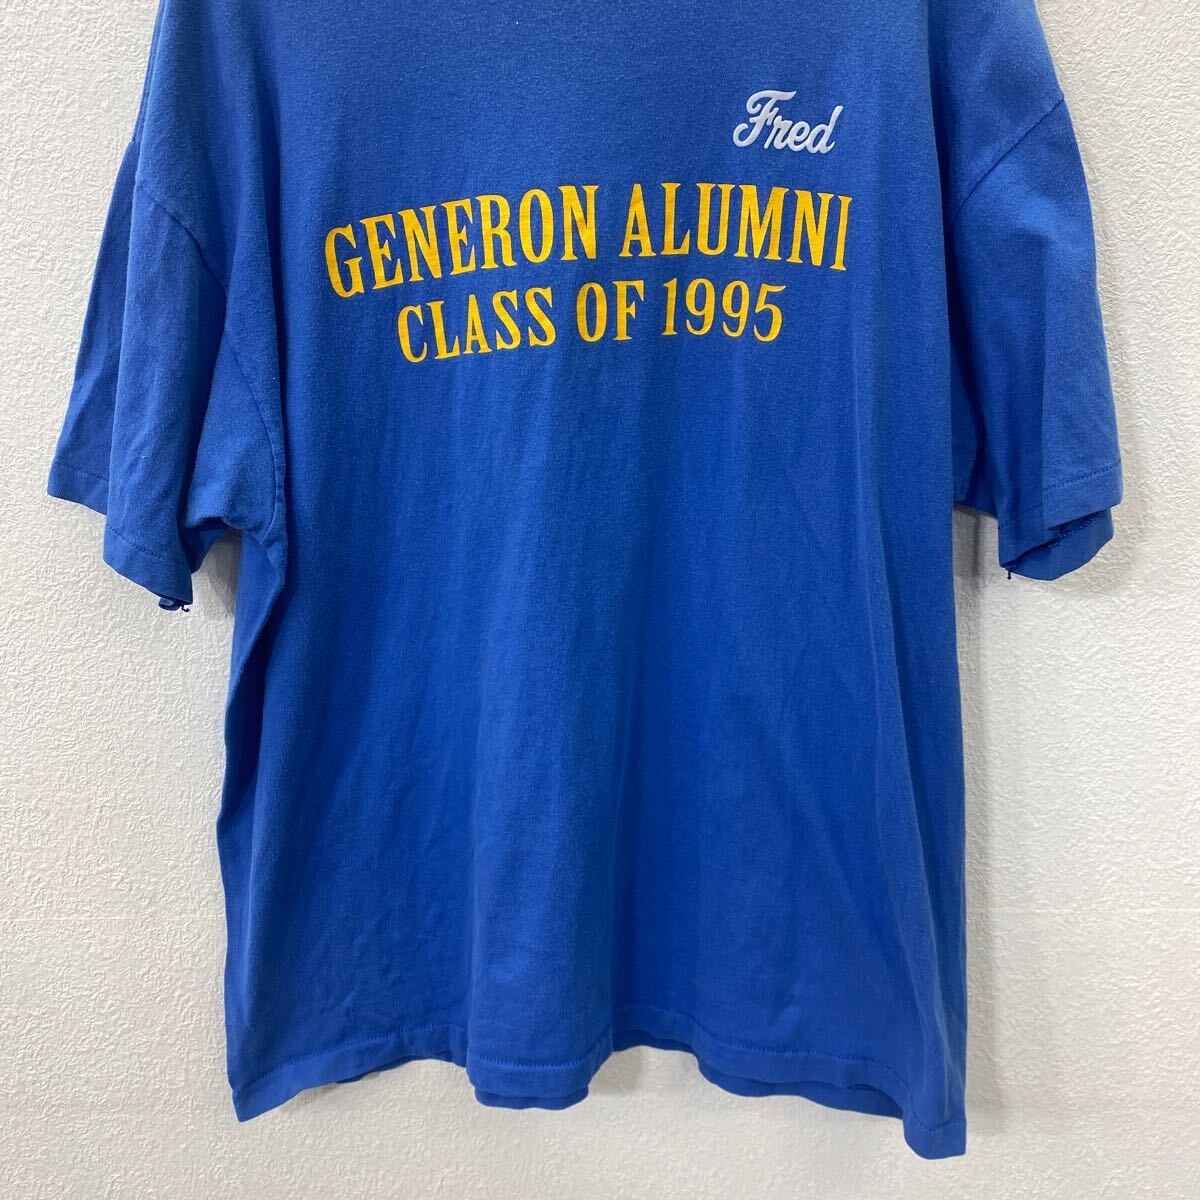 Fred
GENERON ALUMNI
CLASS OF 1995